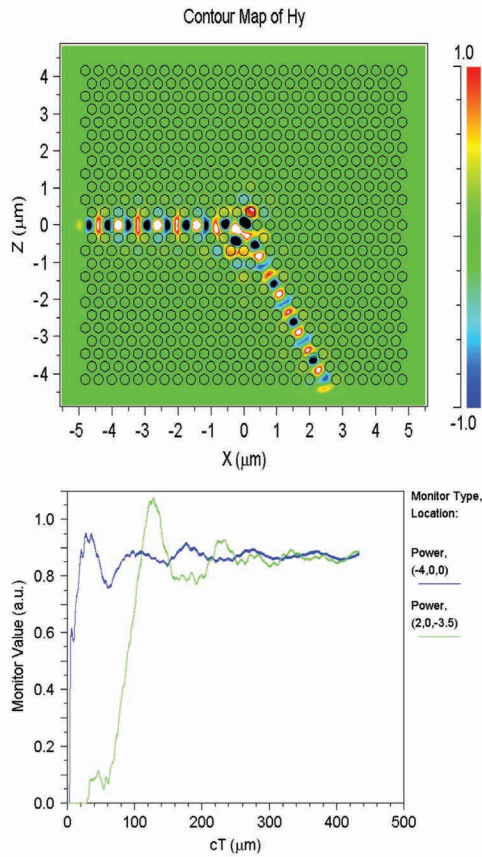 Contour Map of Hy
1.0
4
3
2
1
0
-1
-2
-3
-4
Z (μm)
-1.0
-5 -4 -3 -2 -1 0 1 2 3 4 5
X (μm)
1.0
0.8
0.6
0.4
0.2
0.0
Monitor Value (a.u.)
0 100 200 300 400 500
cT (μm)
Monitor Type,
Location:
Power,
(-4,0,0)
Power,
(2,0,-3.5)